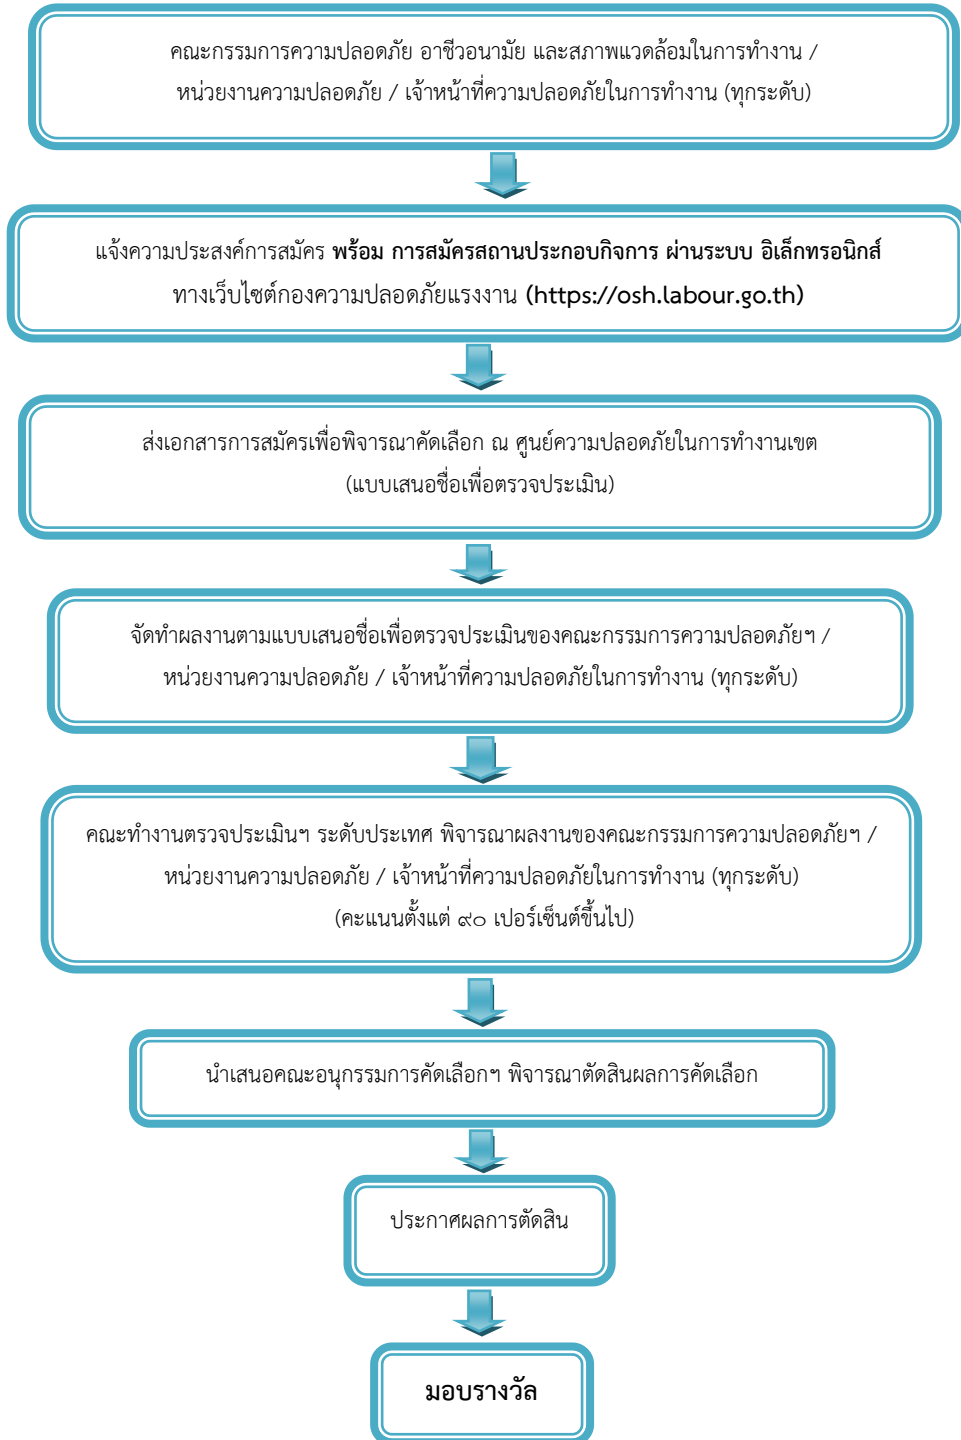 คณะกรรมการความปลอดภัย อาชีวอนามัย และสภาพแวดล้อมในการทำงาน /
หน่วยงานความปลอดภัย / เจ้าหน้าที่ความปลอดภัยในการทำงาน (ทุกระดับ)
แจ้งความประสงค์การสมัคร พร้อม การสมัครสถานประกอบกิจการ ผ่านระบบ อิเล็กทรอนิกส์
ทางเว็บไซต์กองความปลอดภัยแรงงาน (https://osh.labour.go.th)
ส่งเอกสารการสมัครเพื่อพิจารณาคัดเลือก ณ ศูนย์ความปลอดภัยในการทำงานเขต
(แบบเสนอชื่อเพื่อตรวจประเมิน)
จัดทำผลงานตามแบบเสนอชื่อเพื่อตรวจประเมินของคณะกรรมการความปลอดภัยฯ /
หน่วยงานความปลอดภัย / เจ้าหน้าที่ความปลอดภัยในการทำงาน (ทุกระดับ)
คณะทำงานตรวจประเมินฯ ระดับประเทศ พิจารณาผลงานของคณะกรรมการความปลอดภัยฯ /
หน่วยงานความปลอดภัย / เจ้าหน้าที่ความปลอดภัยในการทำงาน (ทุกระดับ)
(คะแนนตั้งแต่ ๙๐ เปอร์เซ็นต์ขึ้นไป)
นำเสนอคณะอนุกรรมการคัดเลือกฯ พิจารณาตัดสินผลการคัดเลือก
ประกาศผลการตัดสิน
มอบรางวัล